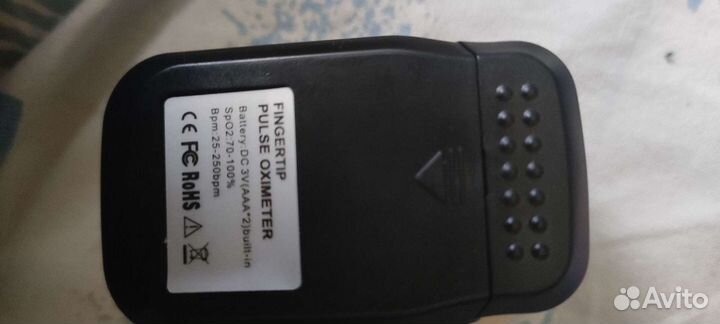 FINGERTIP
PULSE OXIMETER
Battery:DC3V(AAA*2)built-in
SpO2:70-100%
Bpm:25-250bpm
CE FC RoHS
Avito